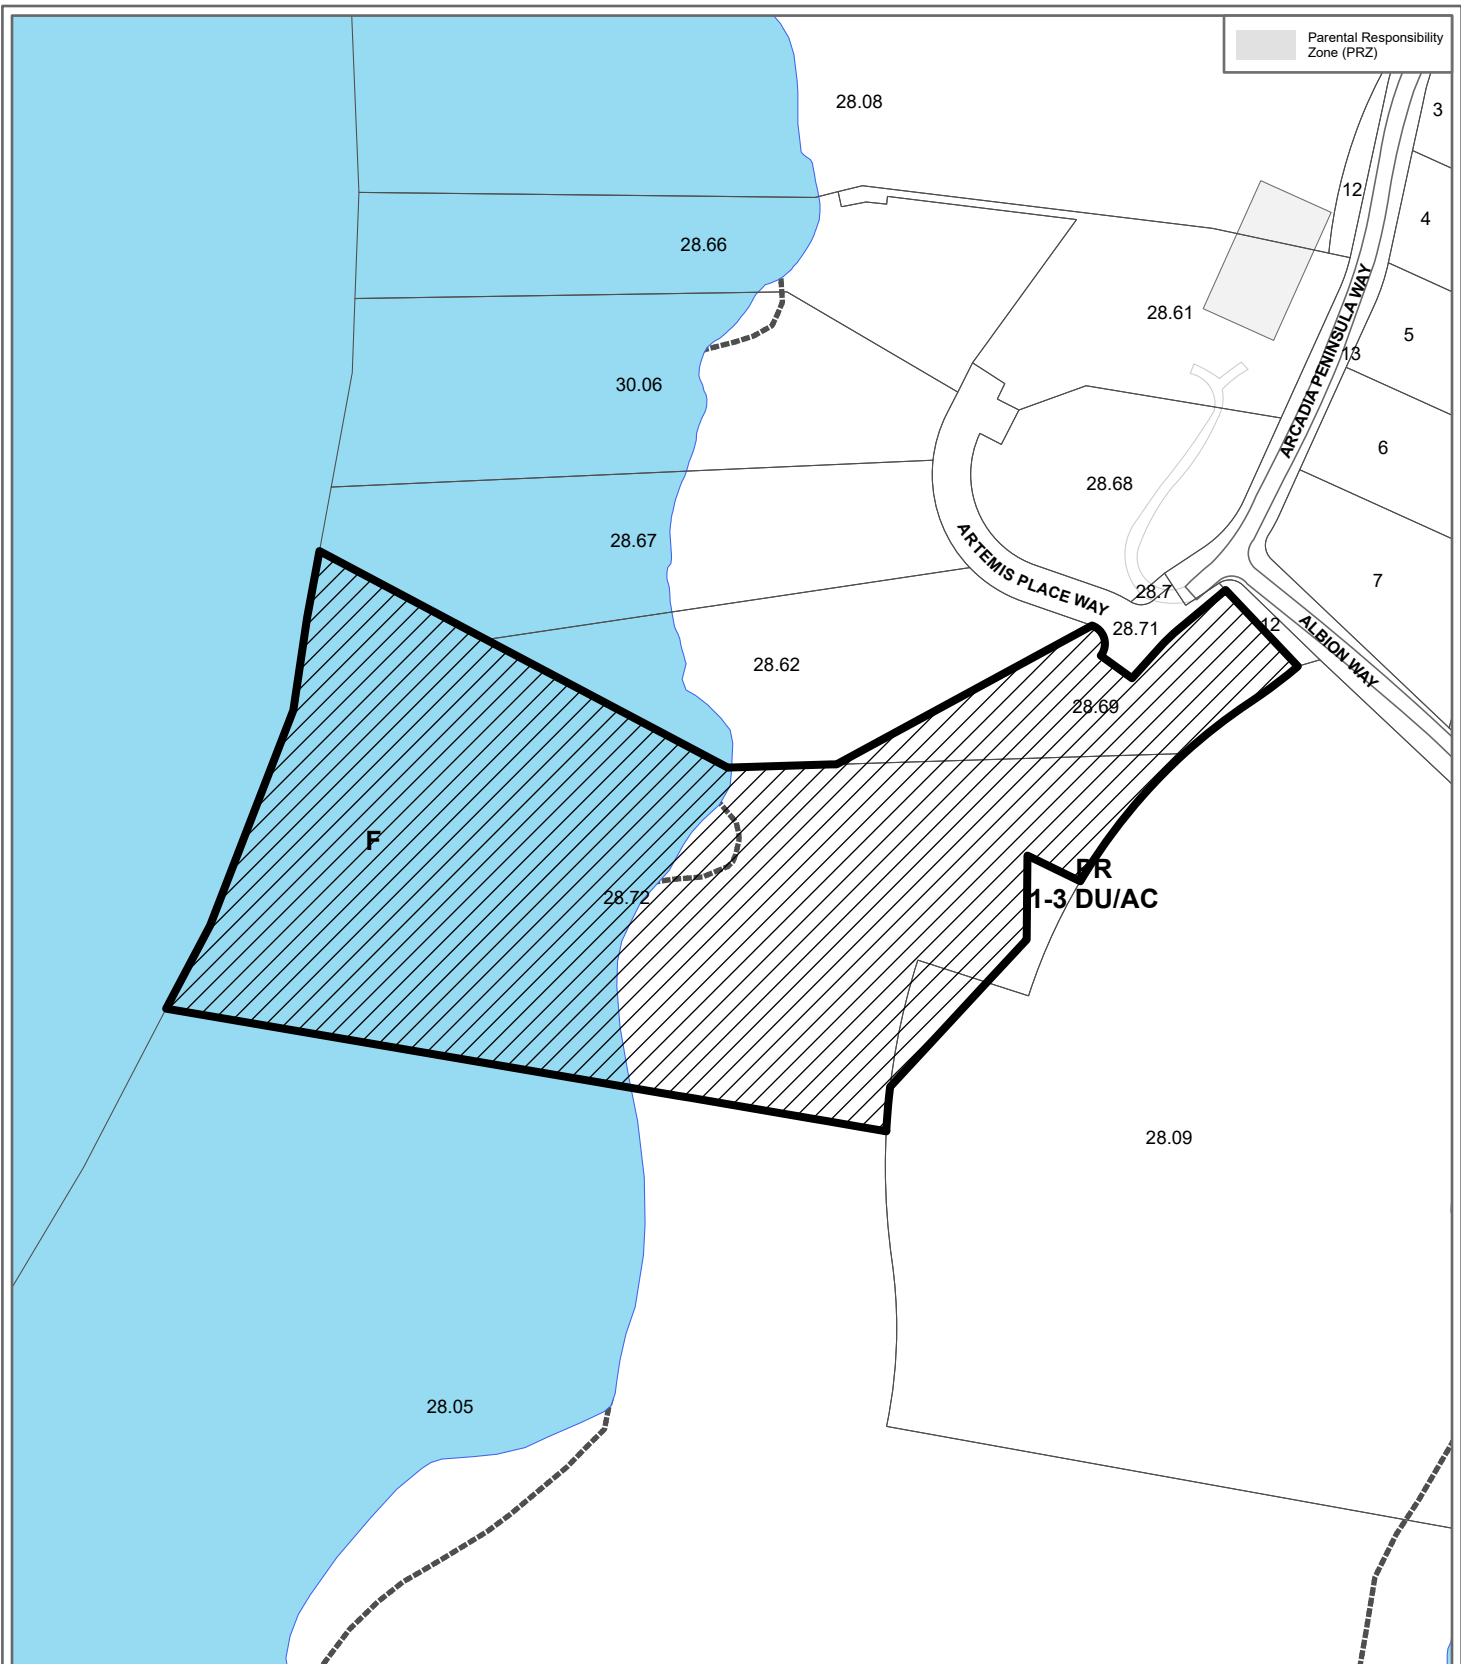 Parental Responsibility
Zone (PRZ)
28.08
3
12
4
28.66
28.61
5
13
ARCADIA PENINSULA WAY
30.06
6
28.68
28.67
ARTEMIS PLACE WAY
7
28.7
28.71
12
ALBION WAY
28.62
28.69
F
PR
1-3 DU/AC
28.72
28.09
28.05